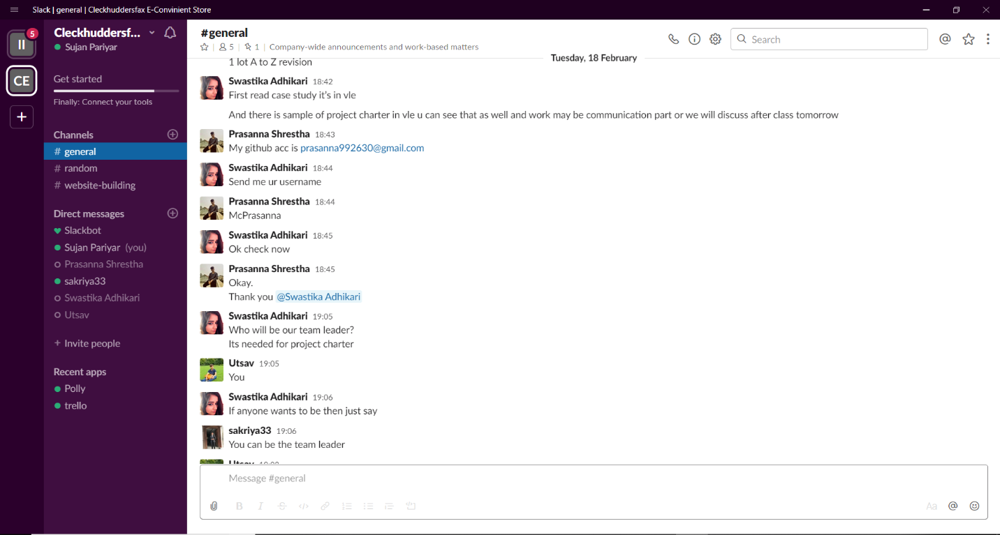 Slack | general | Cleckhuddersfax E-Convinient Store
II
5
CE
+
Cleckhuddersf...
Sujan Pariyar
Get started
Finally: Connect your tools
Channels
# general
# random
# website-building
Direct messages
Slackbot
Sujan Pariyar (you)
Prasanna Shrestha
sakriya33
Swastika Adhikari
Utsav
+ Invite people
Recent apps
Polly
trello
#general
5 | 1 | Company-wide announcements and work-based matters
Search
Tuesday, 18 February
1 lot A to Z revision
Swastika Adhikari 18:42
First read case study it's in vle
And there is sample of project charter in vle u can see that as well and work may be communication part or we will discuss after class tomorrow
Prasanna Shrestha 18:43
My github acc is prasanna992630@gmail.com
Swastika Adhikari 18:44
Send me ur username
Prasanna Shrestha 18:44
McPrasanna
Swastika Adhikari 18:45
Ok check now
Prasanna Shrestha 18:45
Okay.
Thank you @Swastika Adhikari
Swastika Adhikari 19:05
Who will be our team leader?
Its needed for project charter
Utsav 19:05
You
Swastika Adhikari 19:06
If anyone wants to be then just say
sakriya33 19:06
You can be the team leader
Utsav
Message #general
B I S </> Aa @